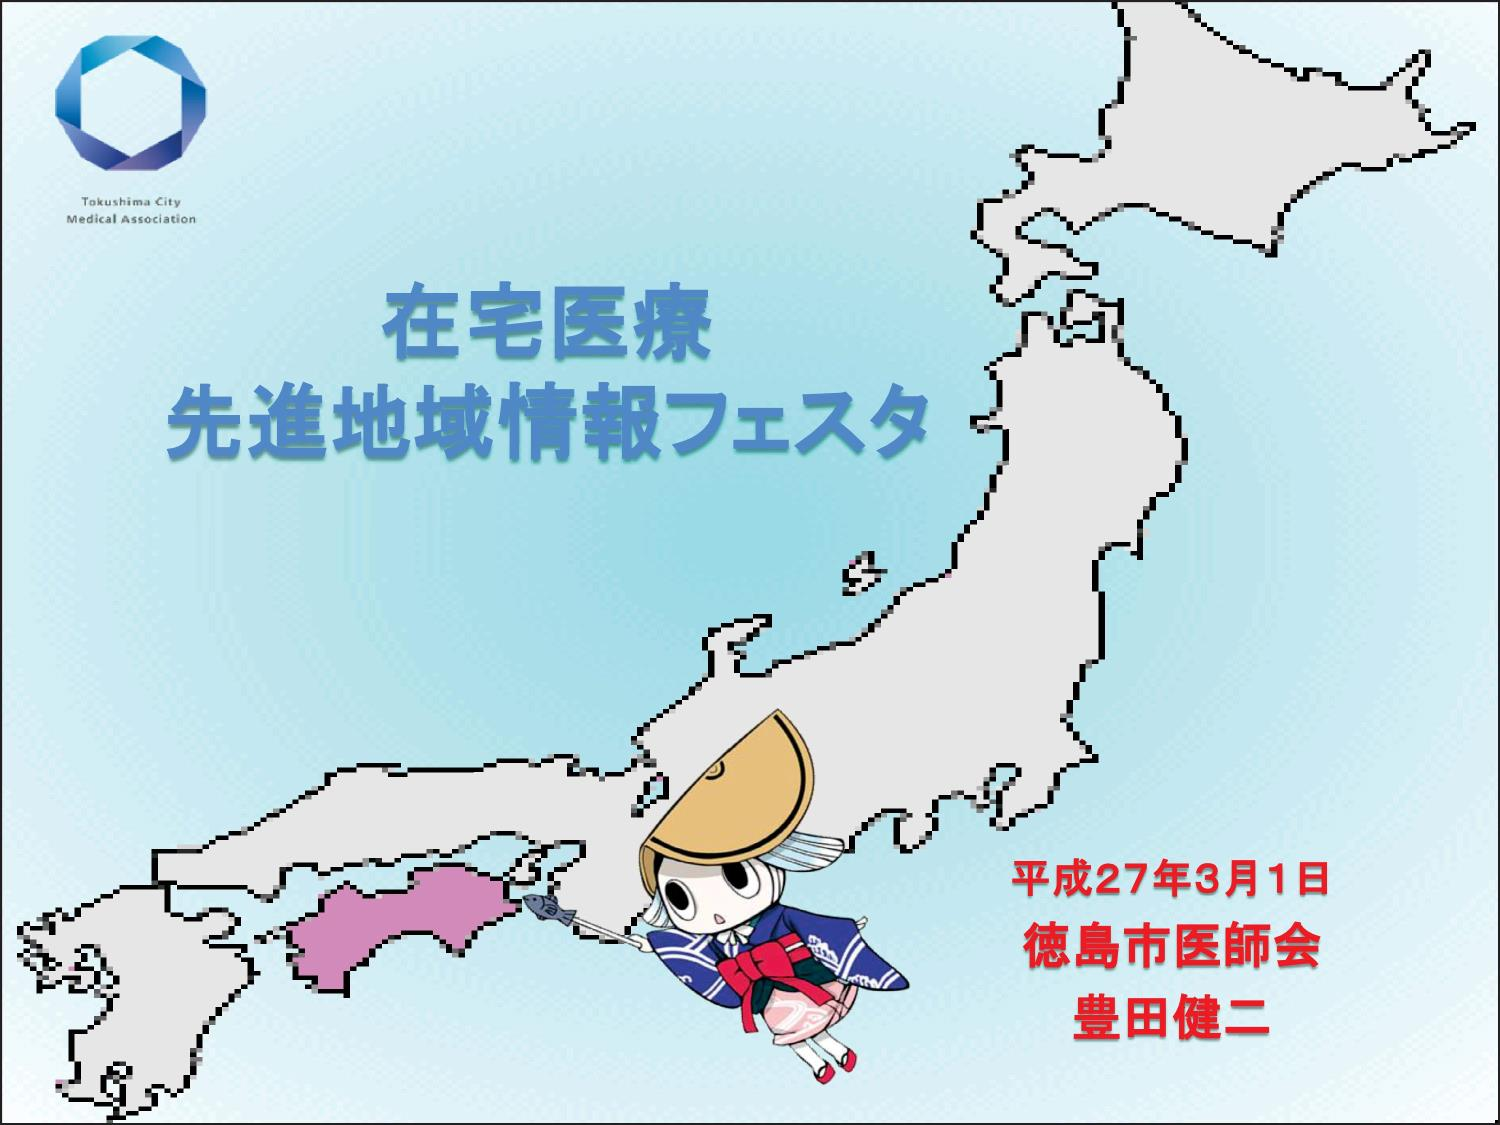 Tokushima City
Medical Association
在宅医療
先進地域情報フェスタ
平成27年3月1日
徳島市医師会
豊田健二